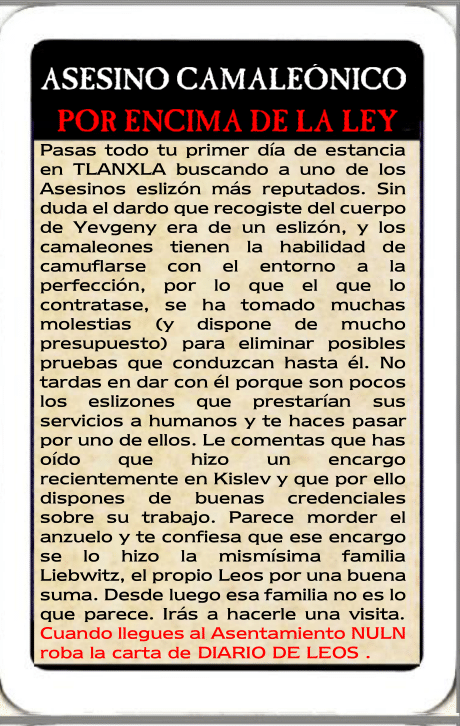 ASESINO CAMALEÓNICO
POR ENCIMA DE LA LEY
Pasas todo tu primer día de estancia
en TLANXLA buscando a uno de los
Asesinos eslizón más reputados. Sin
duda el dardo que recogiste del cuerpo
de Yevgeny era de un eslizón, y los
camaleones tienen la habilidad de
camuflarse con el entorno a la
perfección, por lo que el que lo
contratase, se ha tomado muchas
molestias (y dispone de mucho
presupuesto) para eliminar posibles
pruebas que conduzcan hasta él. No
tardas en dar con él porque son pocos
los eslizones que prestarían sus
servicios a humanos y te haces pasar
por uno de ellos. Le comentas que has
oído que hizo un encargo
recientemente en Kislev y que por ello
dispones de buenas credenciales
sobre su trabajo. Parece morder el
anzuelo y te confiesa que ese encargo
se lo hizo la mismísima familia
Liebwitz, el propio Leos por una buena
suma. Desde luego esa familia no es lo
que parece. Irás a hacerle una visita.
Cuando llegues al Asentamiento NULN
roba la carta de DIARIO DE LEOS .